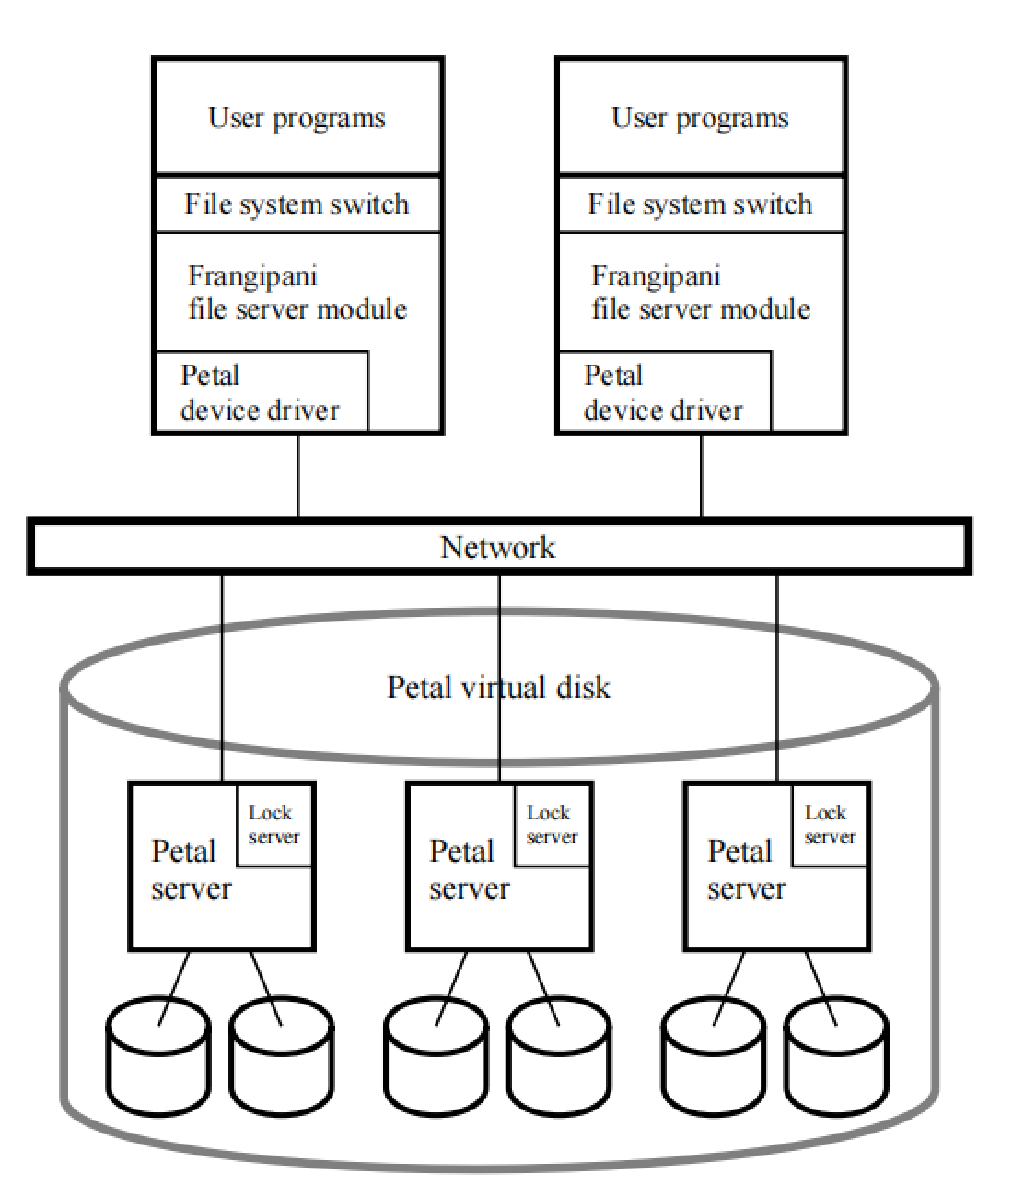 User programs
User programs
File system switch
File system switch
Frangipani
file server module
Frangipani
file server module
Petal
device driver
Petal
device driver
Network
Petal virtual disk
Lock
server
Petal
server
Lock
server
Petal
server
Lock
server
Petal
server